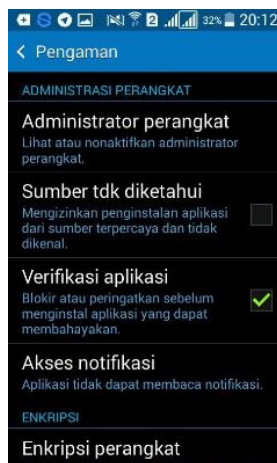 2 32% 20:12
Pengaman
ADMINISTRASI PERANGKAT
Administrator perangkat
Lihat atau nonaktifkan administrator
perangkat.
Sumber tdk diketahui
Mengizinkan penginstalan aplikasi
dari sumber terpercaya dan tidak
dikenal.
Verifikasi aplikasi
Blokir atau peringatkan sebelum
menginstal aplikasi yang dapat
membahayakan.
Akses notifikasi
Aplikasi tidak dapat membaca notifikasi.
ENKRIPSI
Enkripsi perangkat